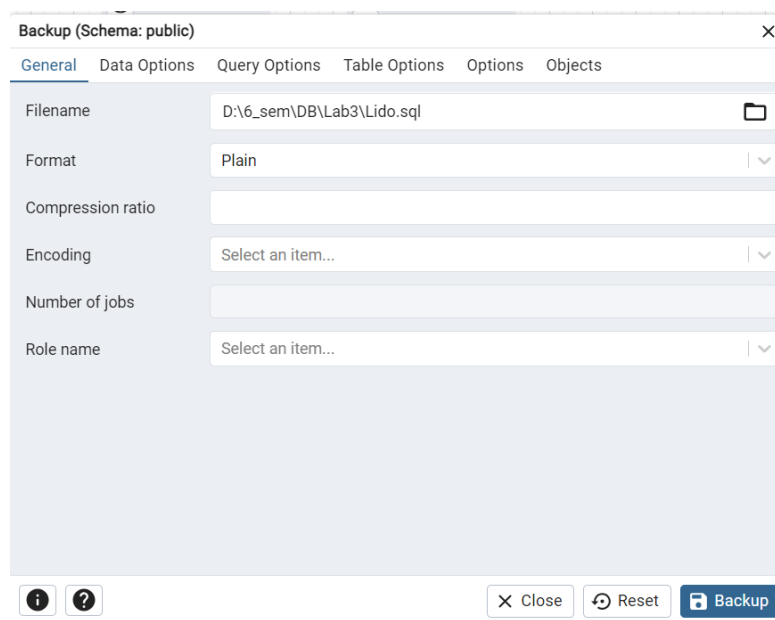 Backup (Schema: public)
General Data Options Query Options Table Options Options Objects
Filename D:\6_sem\DB\Lab3\Lido.sql
Format Plain
Compression ratio
Encoding Select an item...
Number of jobs
Role name Select an item...
Close Reset Backup